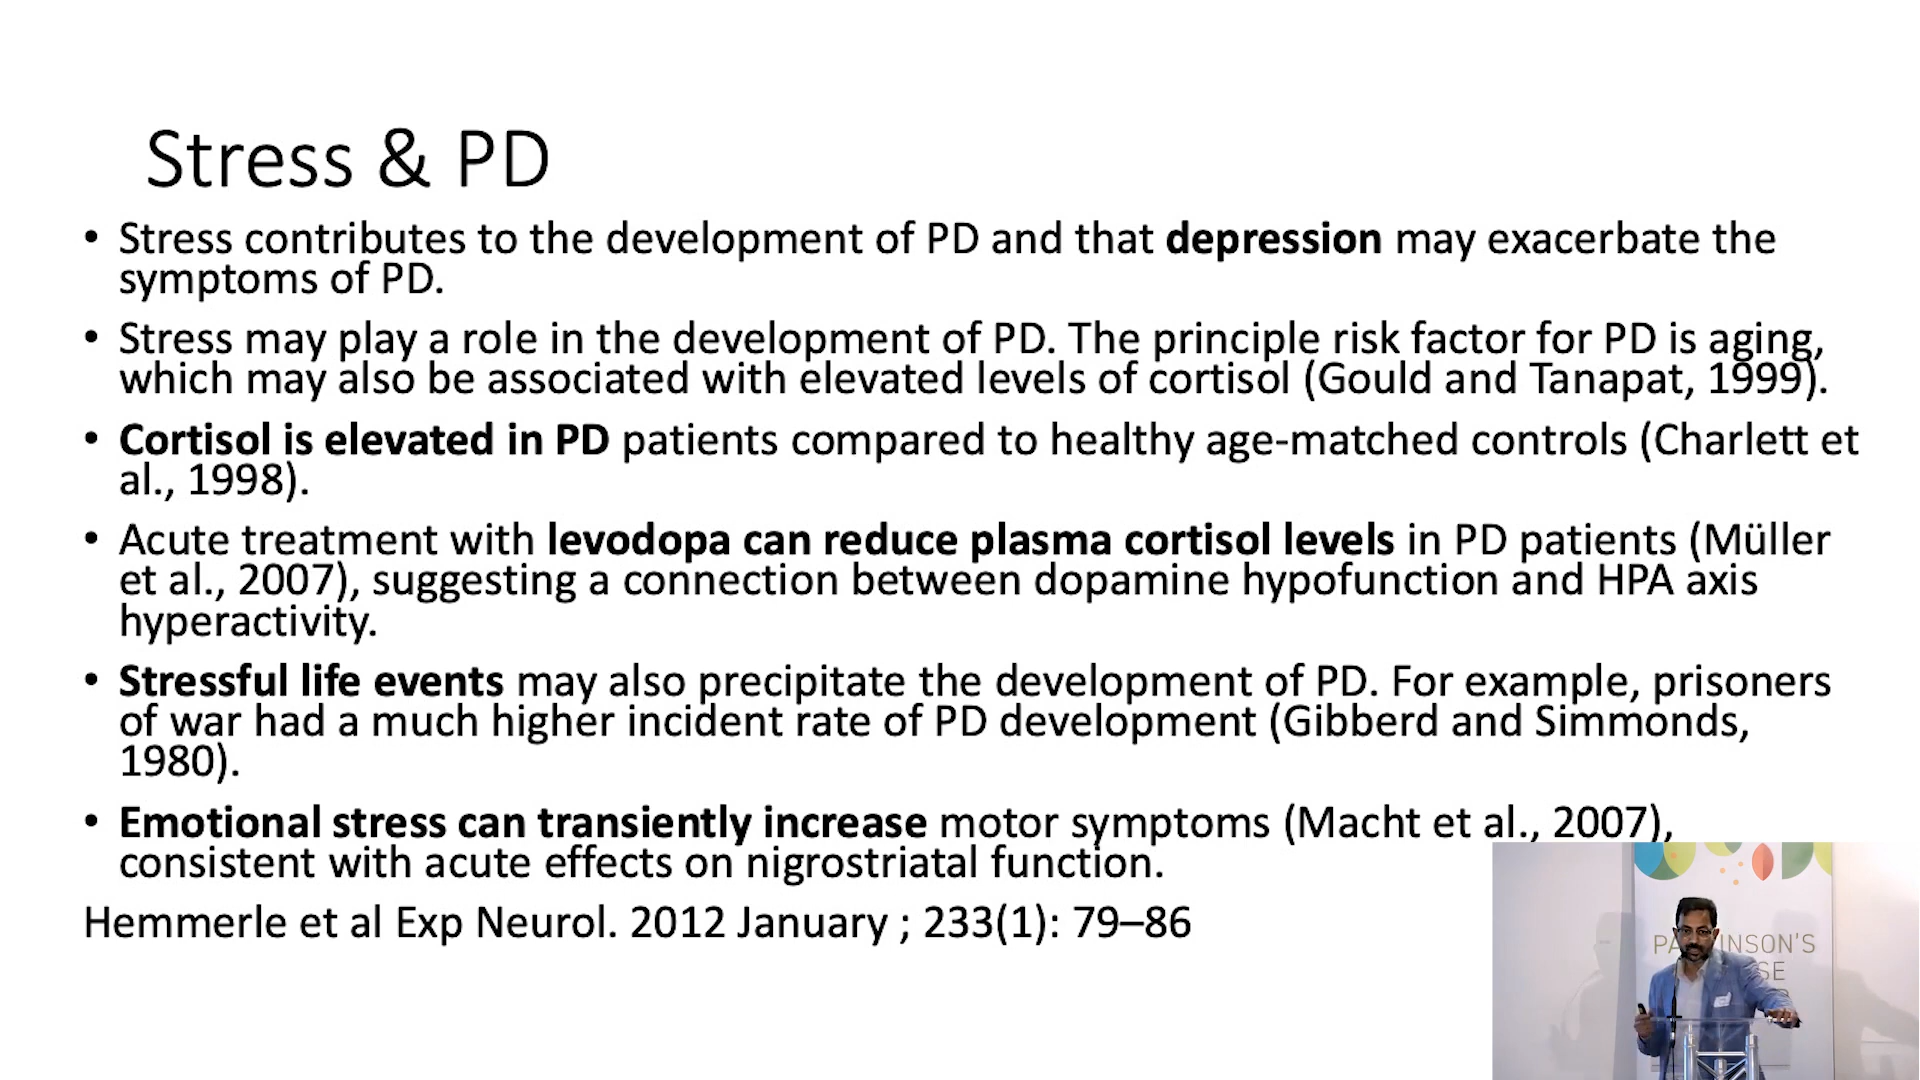 Stress & PD
• Stress contributes to the development of PD and that depression may exacerbate the
symptoms of PD.
• Stress may play a role in the development of PD. The principle risk factor for PD is aging,
which may also be associated with elevated levels of cortisol (Gould and Tanapat, 1999).
• Cortisol is elevated in PD patients compared to healthy age-matched controls (Charlett et
al., 1998).
• Acute treatment with levodopa can reduce plasma cortisol levels in PD patients (Müller
et al., 2007), suggesting a connection between dopamine hypofunction and HPA axis
hyperactivity.
• Stressful life events may also precipitate the development of PD. For example, prisoners
of war had a much higher incident rate of PD development (Gibberd and Simmonds,
1980).
• Emotional stress can transiently increase motor symptoms (Macht et al., 2007),
consistent with acute effects on nigrostriatal function.
Hemmerle et al Exp Neurol. 2012 January ; 233(1): 79–86